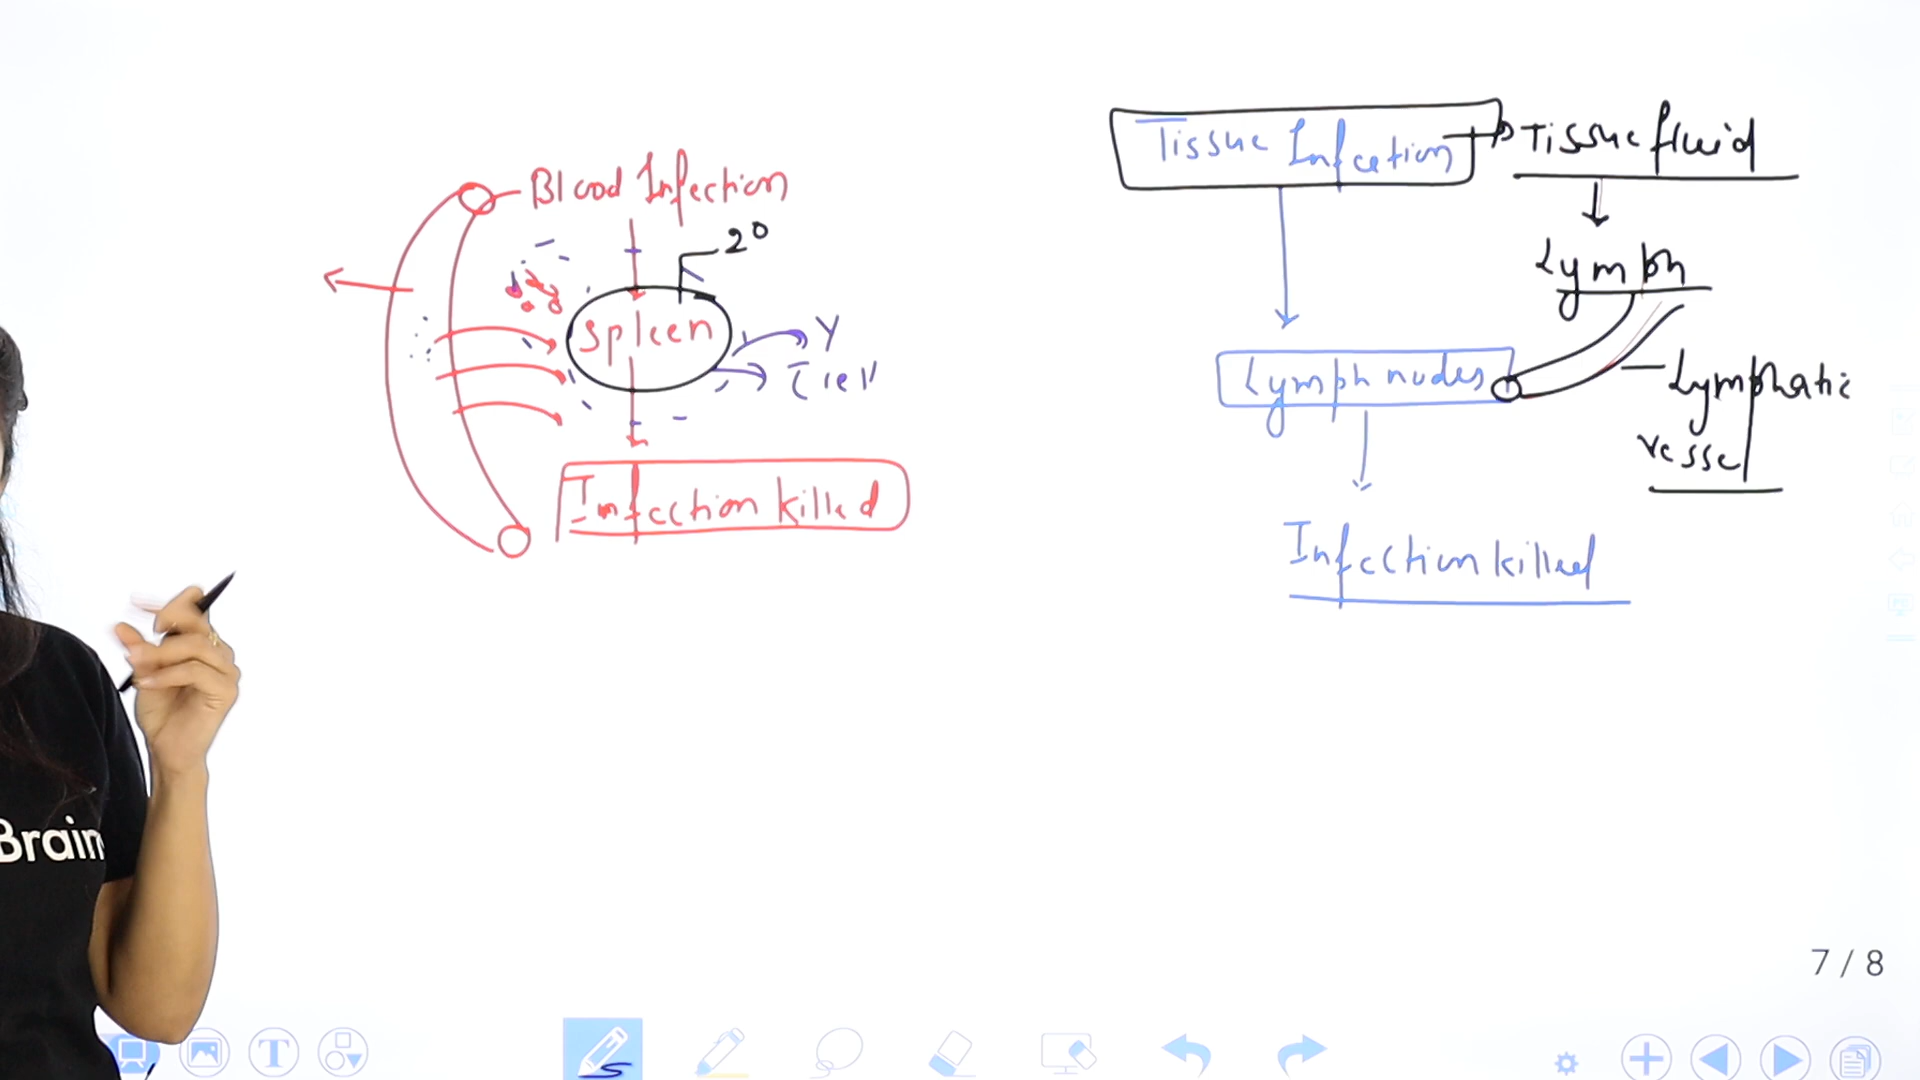 Blood Infection
2°
Spleen
Y
T cell
Infection killed
Tissue Infection
Tissue fluid
Lymph
Lymph nodes
Lymphatic
vessel
Infection killed
Brain
7 / 8
T